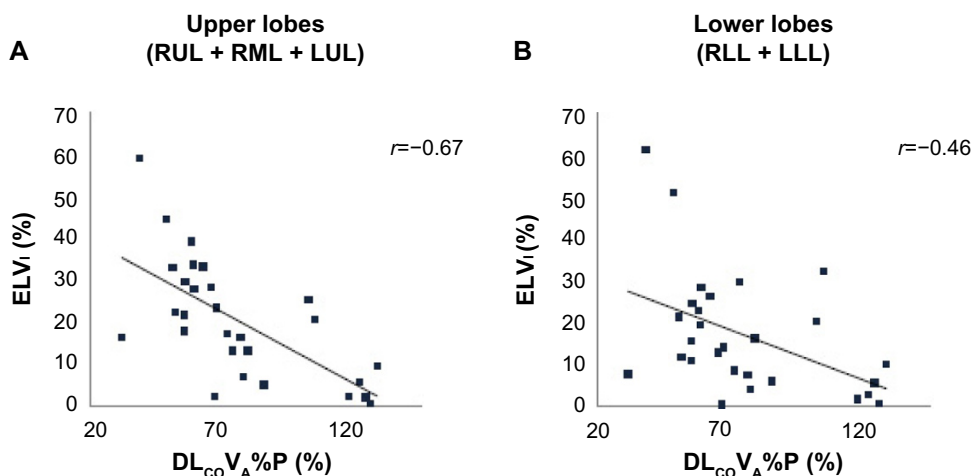 Upper lobes
(RUL + RML + LUL)
A
70
60
50
40
30
20
10
0
ELVI (%)
r=−0.67
20 70 120
DLCOVA%P (%)
Lower lobes
(RLL + LLL)
B
70
60
50
40
30
20
10
0
ELVI(%)
r=−0.46
20 70 120
DLCOVA%P (%)